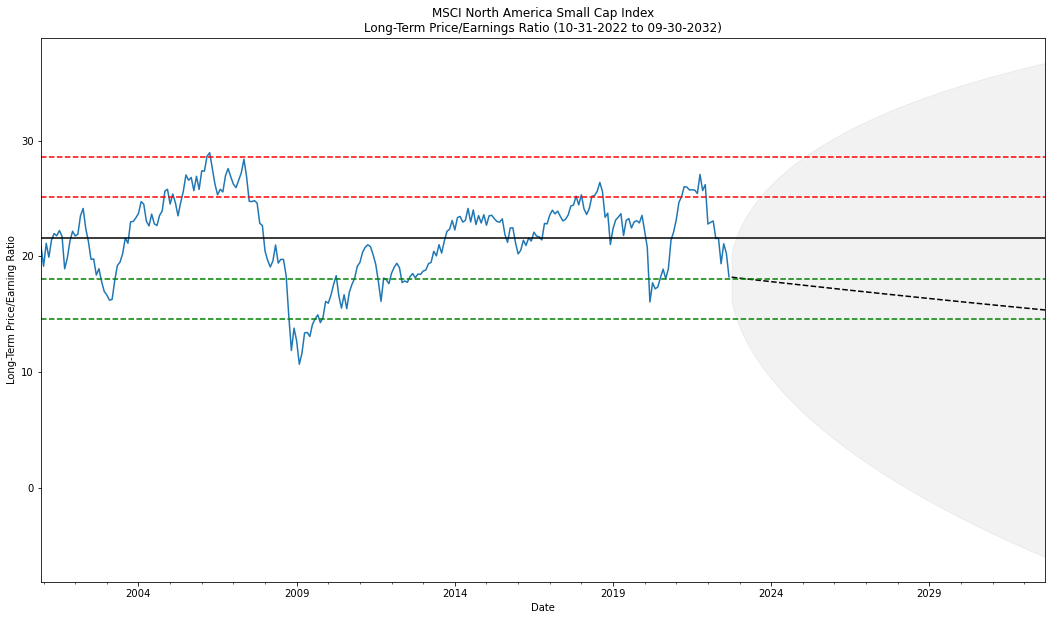 MSCI North America Small Cap Index
Long-Term Price/Earnings Ratio (10-31-2022 to 09-30-2032)
Long-Term Price/Earning Ratio
30
20
10
0
2004 2009 2014 2019 2024 2029
Date